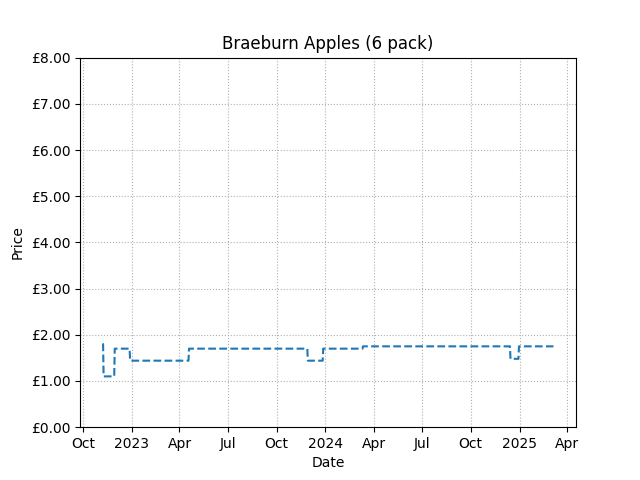 Braeburn Apples (6 pack)
£8.00
£7.00
£6.00
£5.00
£4.00
£3.00
£2.00
£1.00
£0.00
Price
Oct 2023 Apr Jul Oct 2024 Apr Jul Oct 2025 Apr
Date